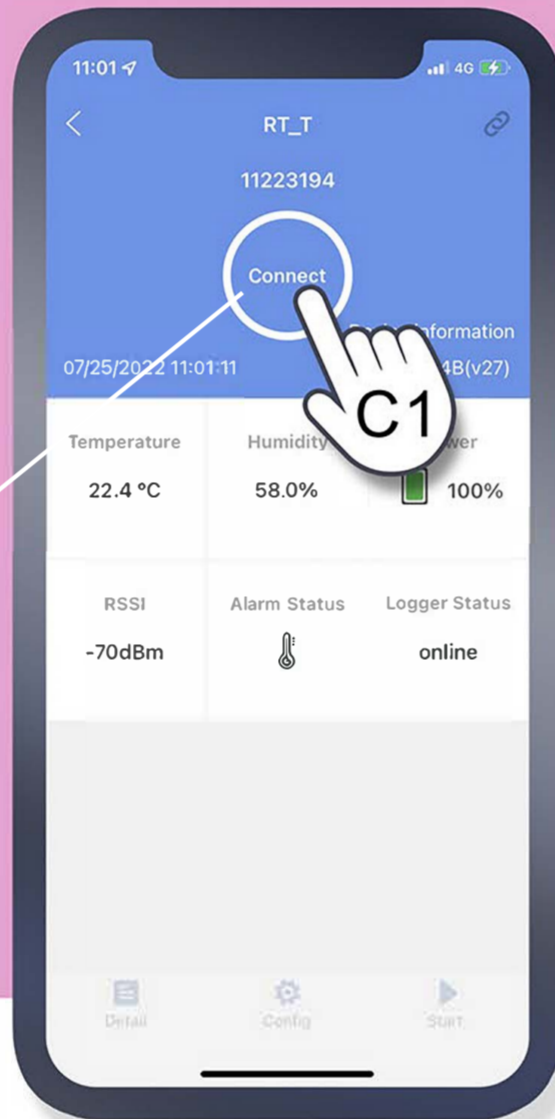 11:01
4G
RT_T
11223194
Connect
Information
07/25/2022 11:01:11
4B(v27)
C1
Temperature
Humidity
22.4 °C
58.0%
100%
RSSI
Alarm Status
Logger Status
-70dBm
online
Detail
Config
Start